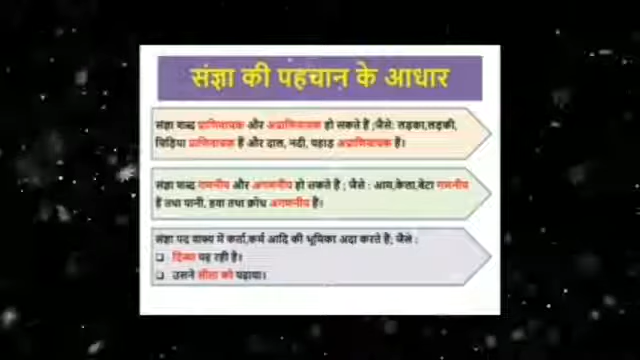 संज्ञा की पहचान के आधार
संज्ञा शब्द प्राणिवाचक और अप्राणिवाचक हो सकते हैं ;जैसे: लड़का,लड़की,
चिड़िया प्राणिवाचक हैं और दाल, नदी, पहाड़ अप्राणिवाचक हैं।
संज्ञा शब्द गणनीय और अगणनीय हो सकते हैं ; जैसे : आम,केला,बेटा गणनीय
हैं तथा पानी, हवा तथा क्रोध अगणनीय हैं।
संज्ञा पद वाक्य में कर्ता,कर्म आदि की भूमिका अदा करते हैं, जैसे :
पढ़ रही है।
उसने सीता को पढ़ाया।